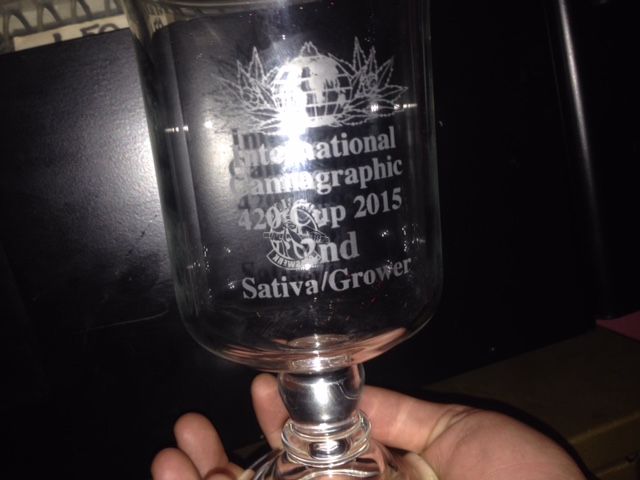 International
Cannagraphic
420 Cup 2015
2nd
Sativa/Grower